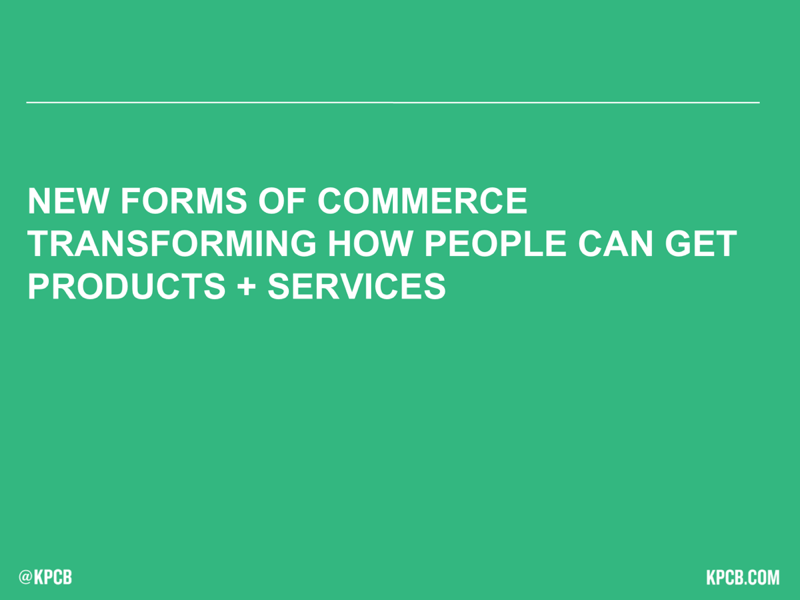 NEW FORMS OF COMMERCE
TRANSFORMING HOW PEOPLE CAN GET
PRODUCTS + SERVICES
@KPCB
KPCB.COM